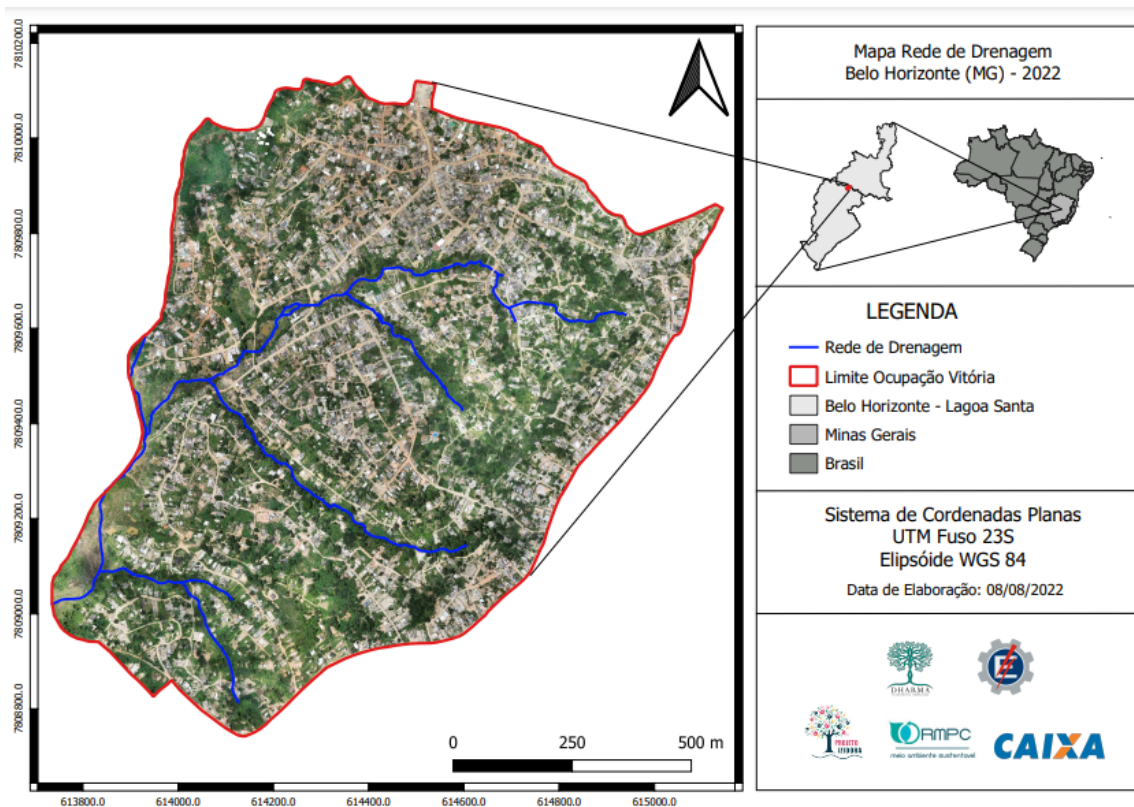 7810200.0
7810000.0
7809800.0
7809600.0
7809400.0
7809200.0
7809000.0
7808800.0
0
250
500 m
613800.0
614000.0
614200.0
614400.0
614600.0
614800.0
615000.0
Mapa Rede de Drenagem
Belo Horizonte (MG) - 2022
LEGENDA
Rede de Drenagem
Limite Ocupação Vitória
Belo Horizonte - Lagoa Santa
Minas Gerais
Brasil
Sistema de Cordenadas Planas
UTM Fuso 23S
Elipsóide WGS 84
Data de Elaboração: 08/08/2022
DHARMA
PROJETO
IZIDORA
RMPC
meio ambiente sustentavel
CAIXA